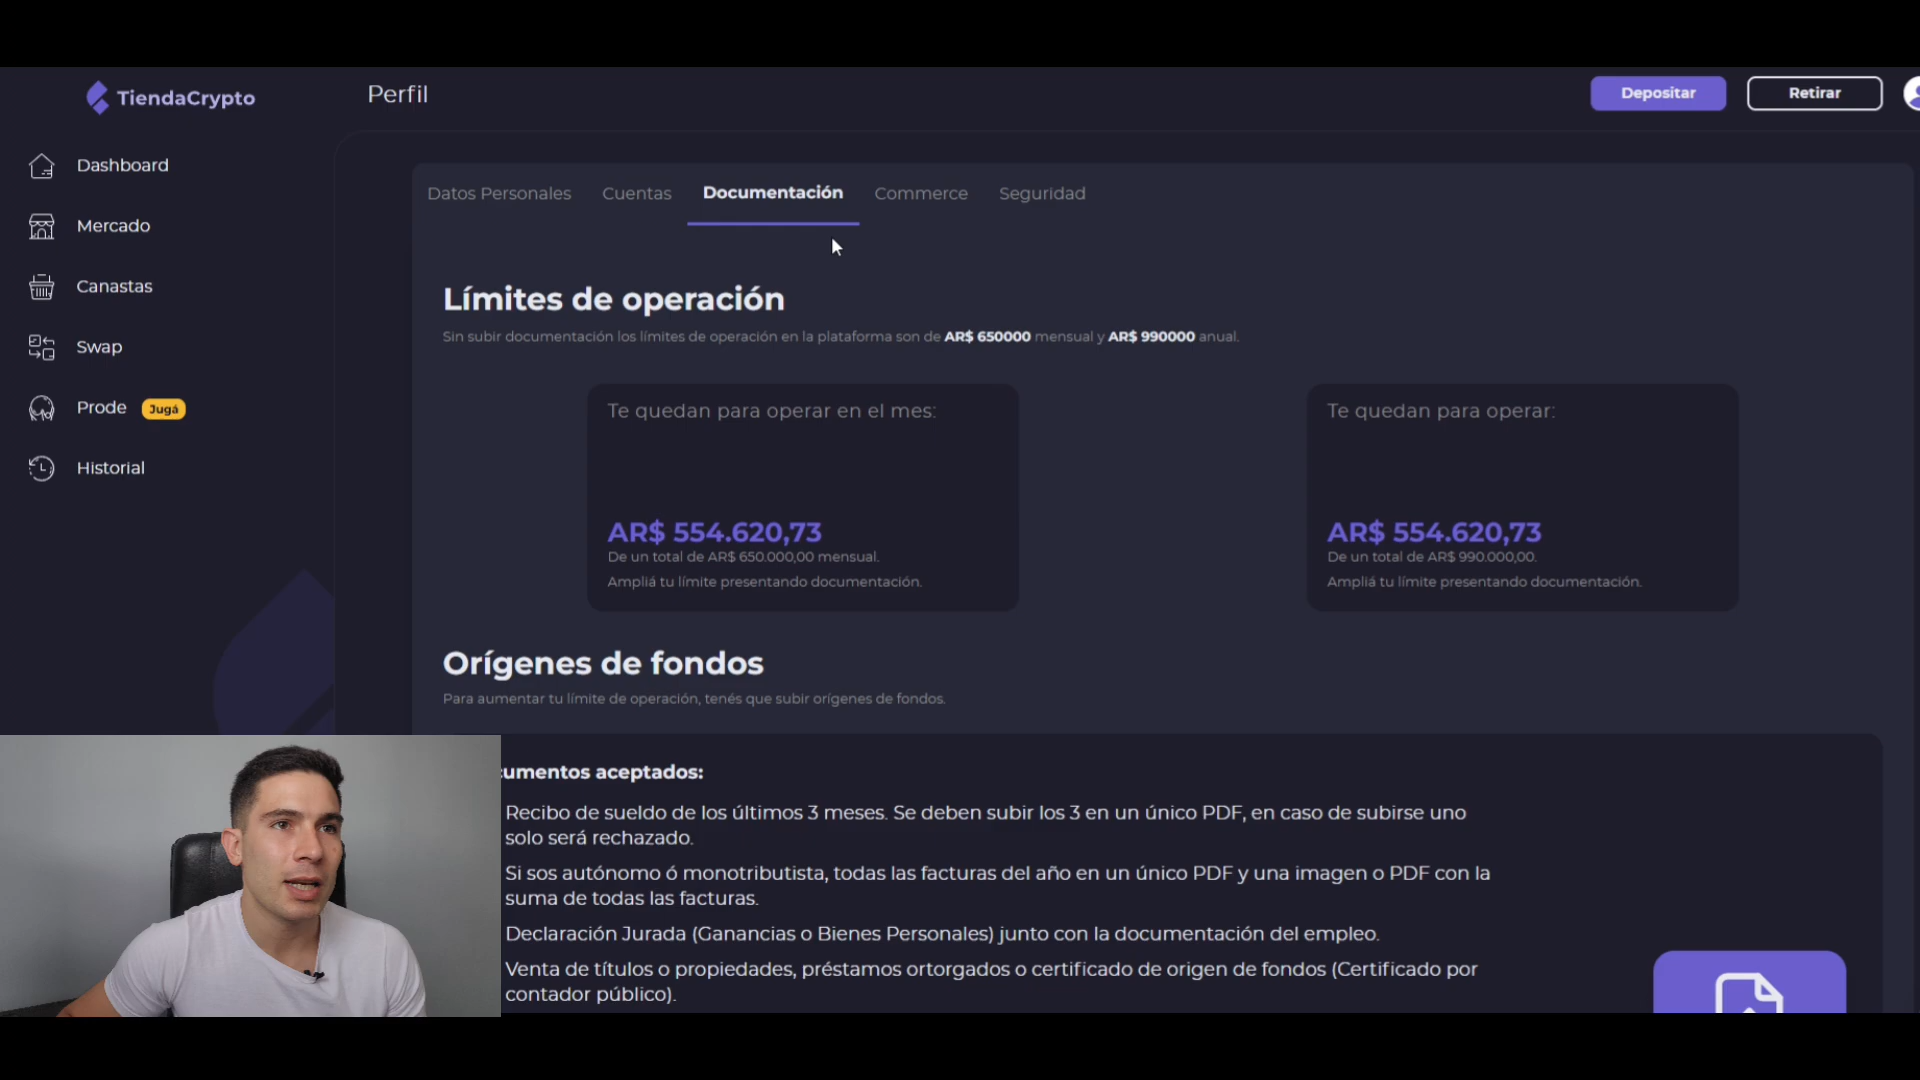 TiendaCrypto
Perfil
Depositar
Retirar
Dashboard
Mercado
Canastas
Swap
Prode
Jugá
Historial
Datos Personales
Cuentas
Documentación
Commerce
Seguridad
Límites de operación
Sin subir documentación los límites de operación en la plataforma son de AR$ 650000 mensual y AR$ 990000 anual.
Te quedan para operar en el mes:
AR$ 554.620,73
De un total de AR$ 650.000,00 mensual.
Ampliá tu límite presentando documentación.
Te quedan para operar:
AR$ 554.620,73
De un total de AR$ 990.000,00.
Ampliá tu límite presentando documentación.
Orígenes de fondos
Para aumentar tu límite de operación, tenés que subir orígenes de fondos.
umentos aceptados:
Recibo de sueldo de los últimos 3 meses. Se deben subir los 3 en un único PDF, en caso de subirse uno
solo será rechazado.
Si sos autónomo ó monotributista, todas las facturas del año en un único PDF y una imagen o PDF con la
suma de todas las facturas.
Declaración Jurada (Ganancias o Bienes Personales) junto con la documentación del empleo.
Venta de títulos o propiedades, préstamos ortorgados o certificado de origen de fondos (Certificado por
contador público).